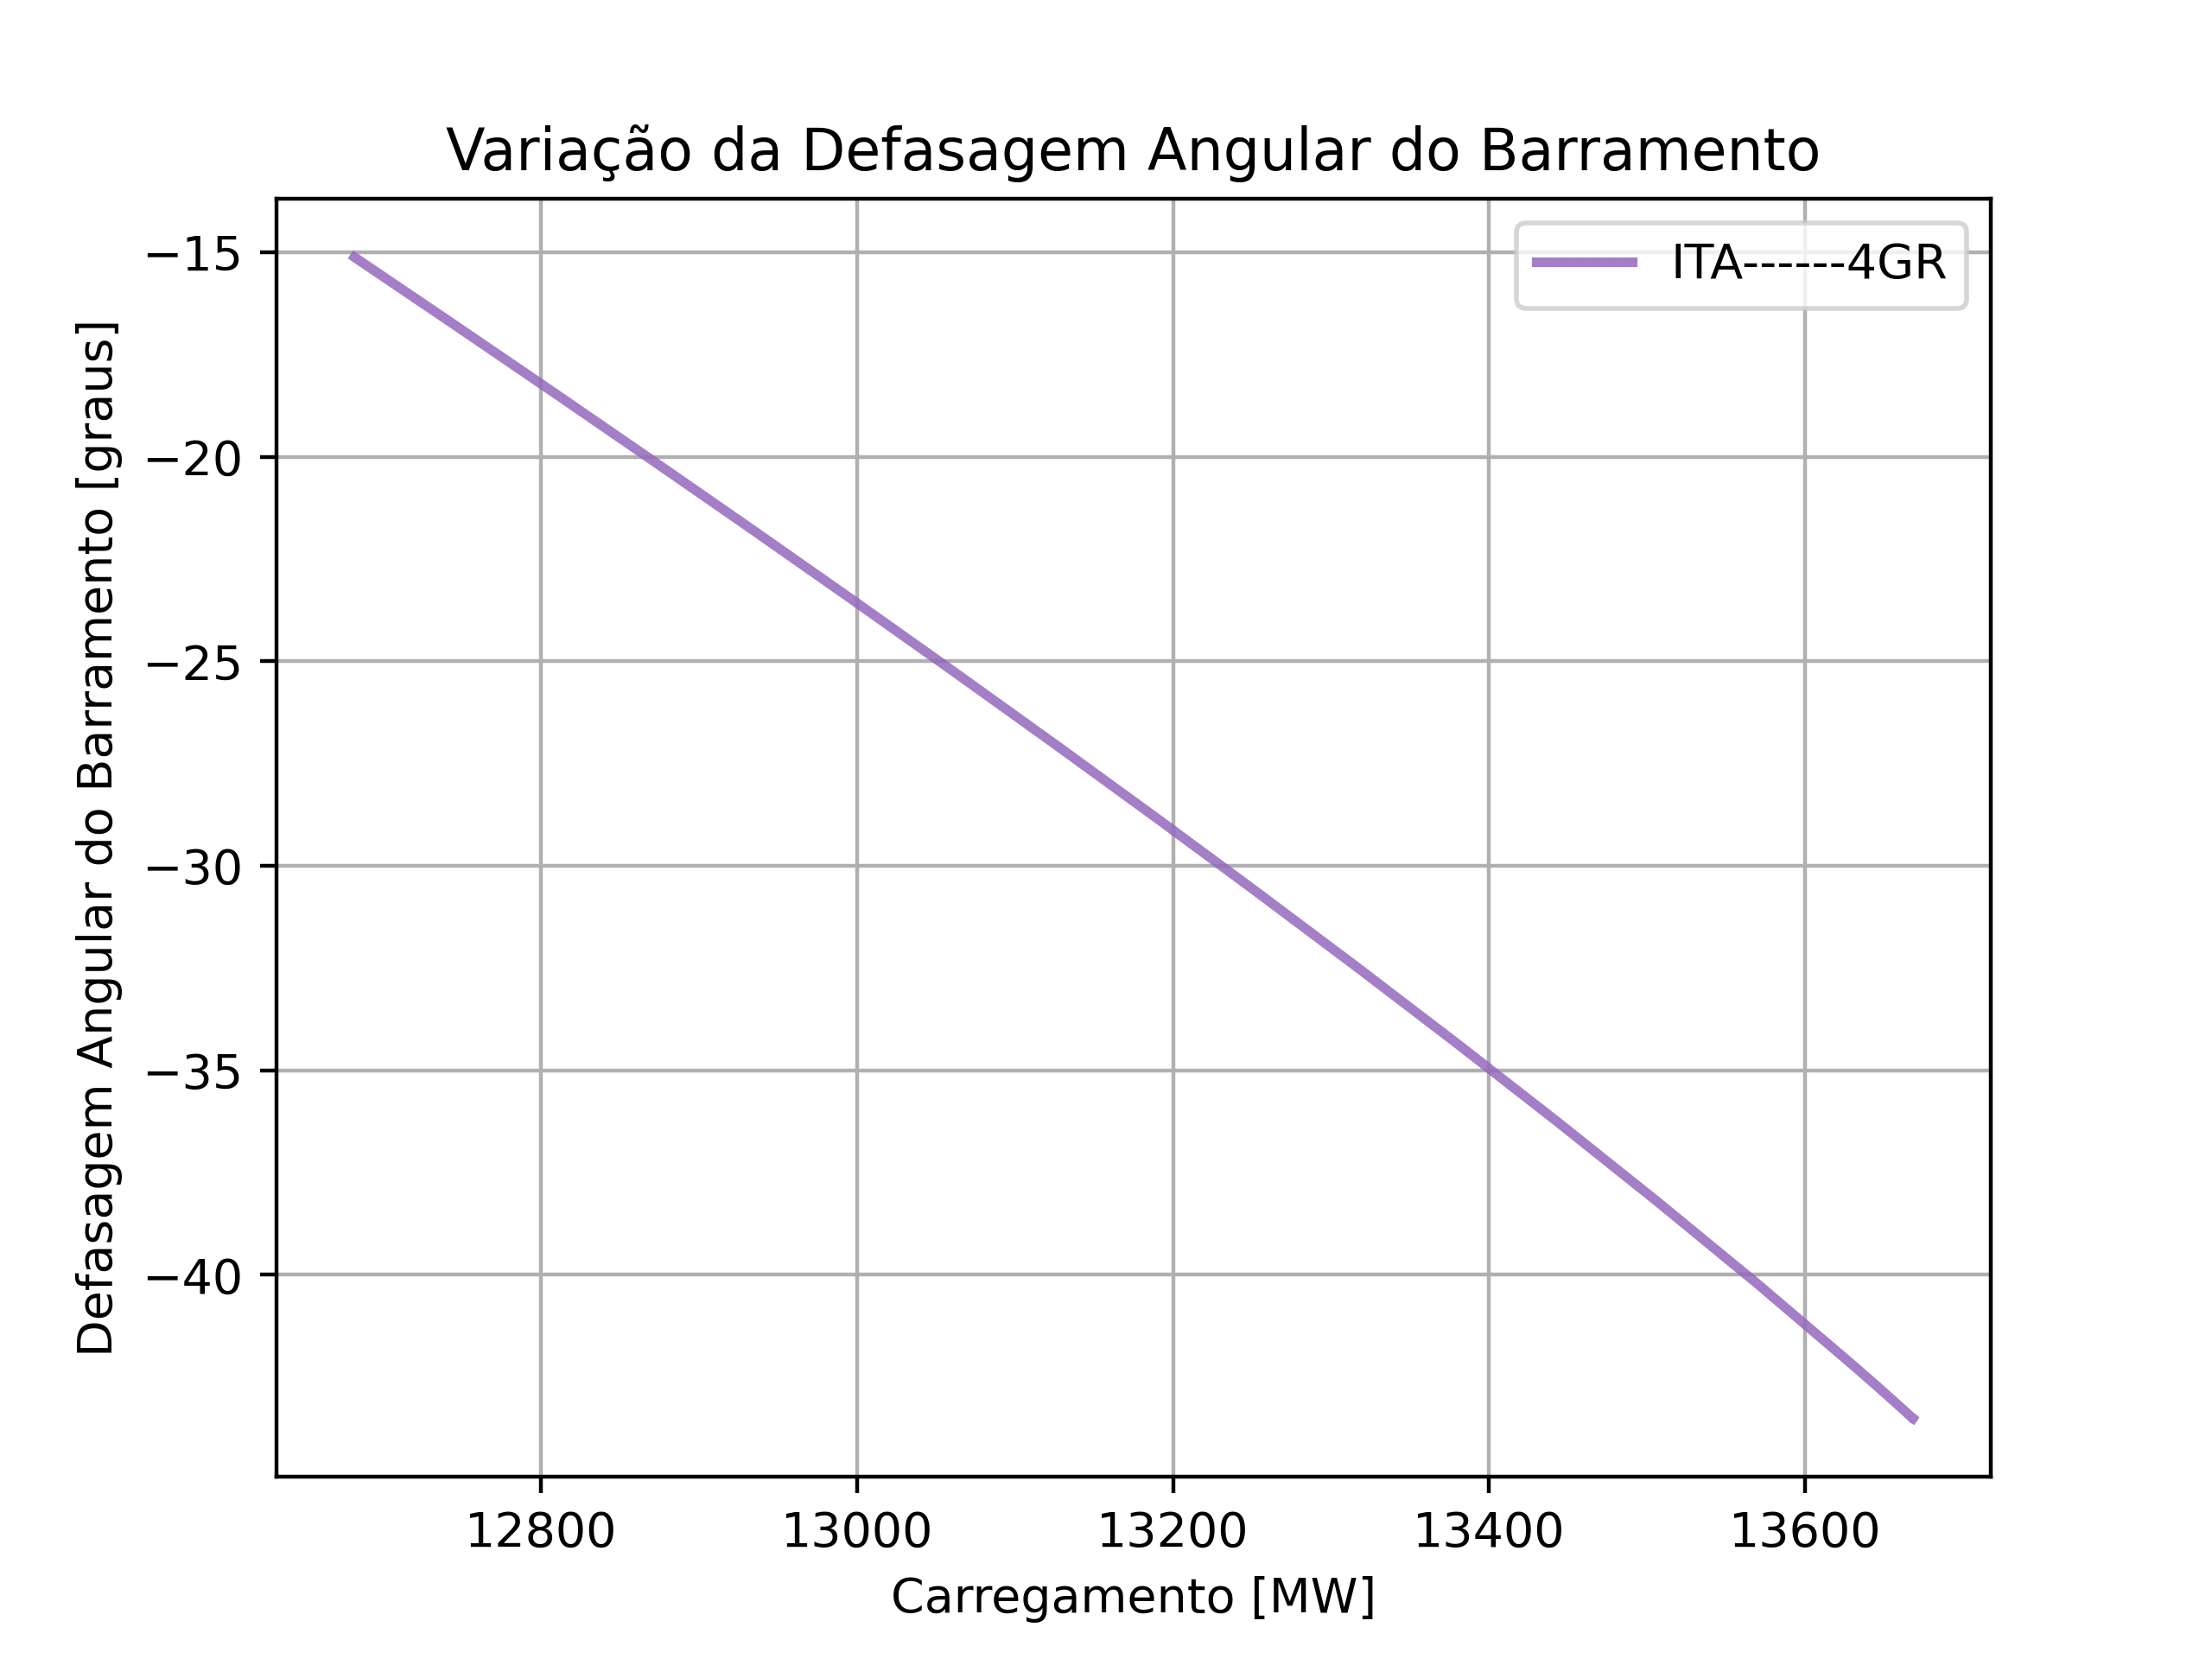 Variação da Defasagem Angular do Barramento
ITA------4GR
Defasagem Angular do Barramento [graus]
−15
−20
−25
−30
−35
−40
12800 13000 13200 13400 13600
Carregamento [MW]